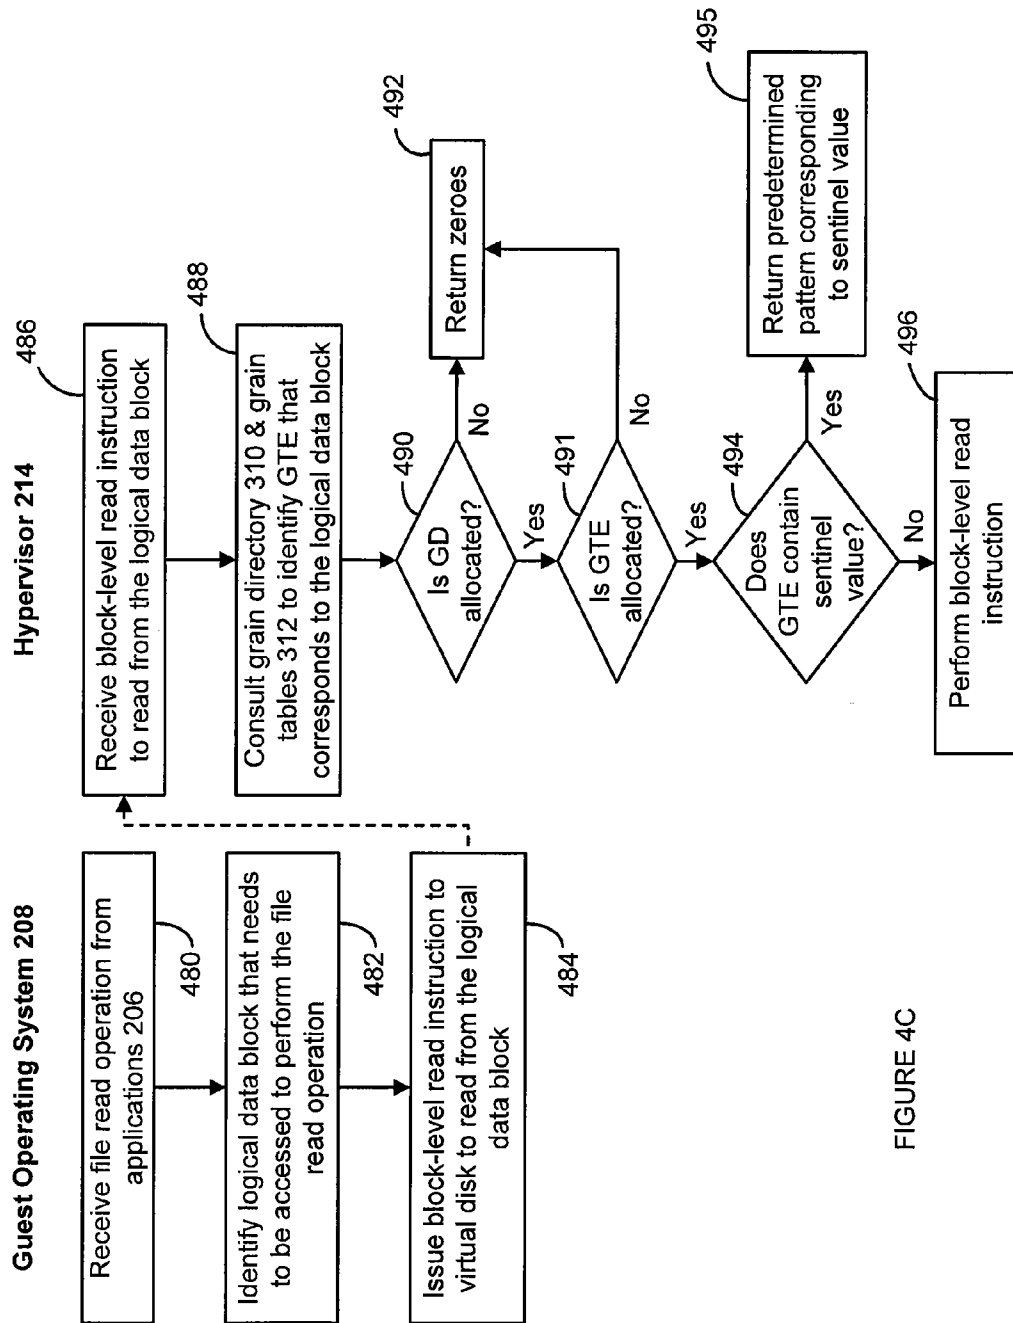 Guest Operating System 208
Receive file read operation from
applications 206
480
Identify logical data block that needs
to be accessed to perform the file
read operation
482
Issue block-level read instruction to
virtual disk to read from the logical
data block
484
Hypervisor 214
486
Receive block-level read instruction
to read from the logical data block
488
Consult grain directory 310 & grain
tables 312 to identify GTE that
corresponds to the logical data block
490
Is GD
allocated?
No
Yes
492
Return zeroes
491
Is GTE
allocated?
No
Yes
494
Does
GTE contain
sentinel
value?
Yes
No
495
Return predetermined
pattern corresponding
to sentinel value
496
Perform block-level read
instruction
FIGURE 4C